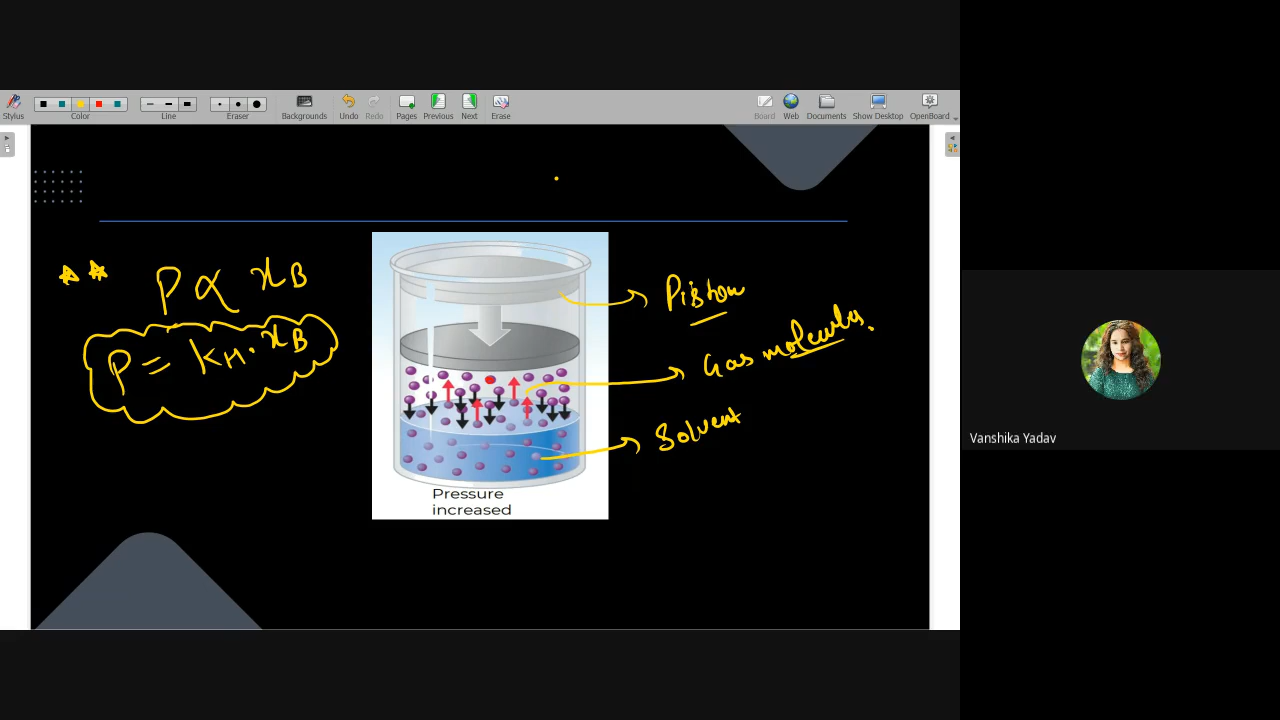 Stylus Color Line Eraser Backgrounds Undo Redo Pages Previous Next Erase Board Web Documents Show Desktop OpenBoard
P ∝ xB
P = KH . xB
Piston
Gas molecules.
Solvent
Pressure
increased
Vanshika Yadav